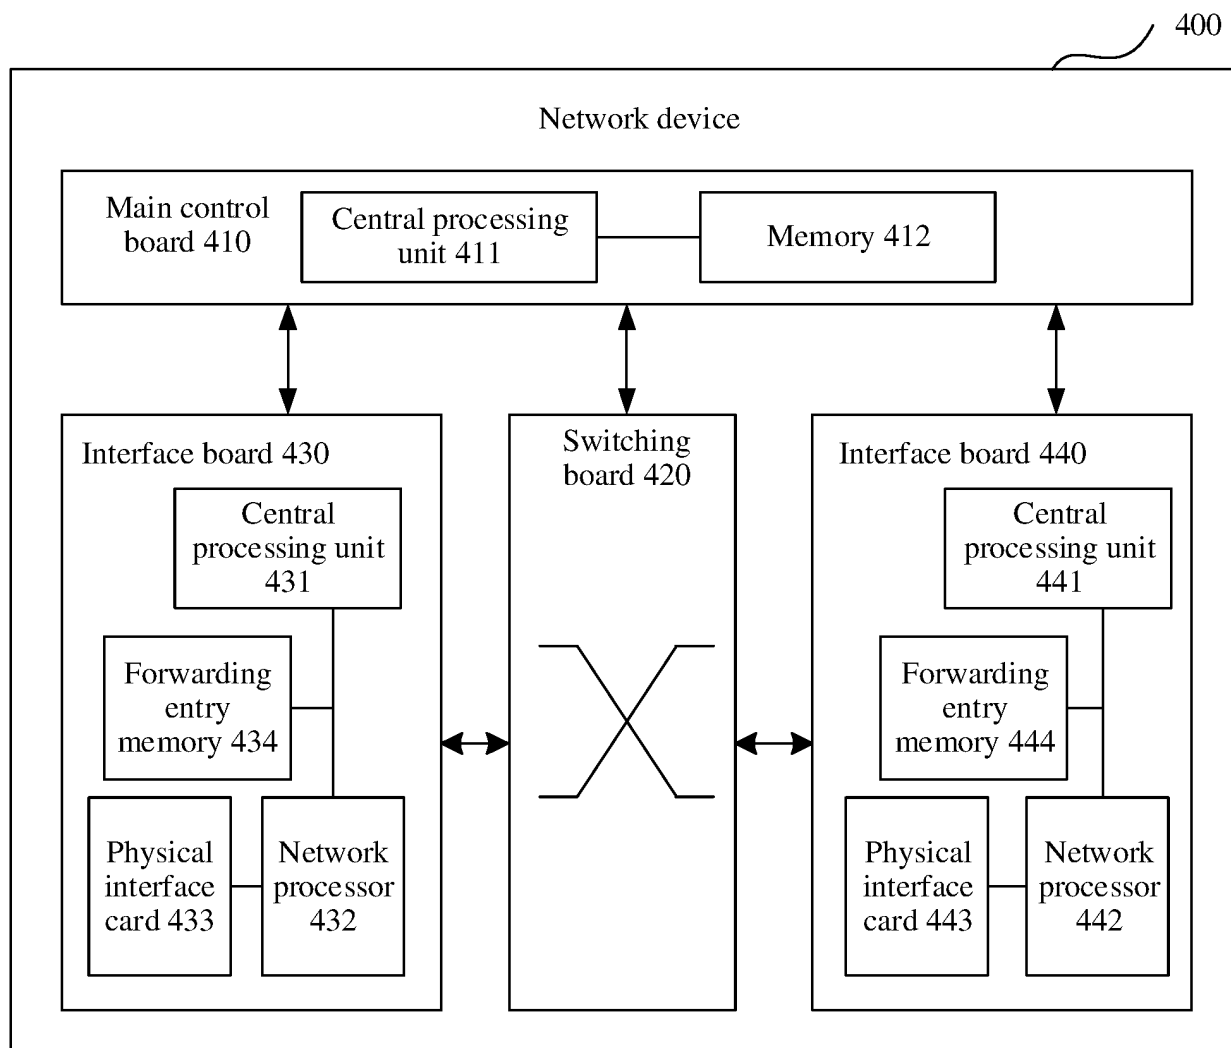 400
Network device
Main control
board 410
Central processing
unit 411
Memory 412
Interface board 430
Central
processing unit
431
Forwarding
entry
memory 434
Physical
interface
card 433
Network
processor
432
Switching
board 420
Interface board 440
Central
processing unit
441
Forwarding
entry
memory 444
Physical
interface
card 443
Network
processor
442